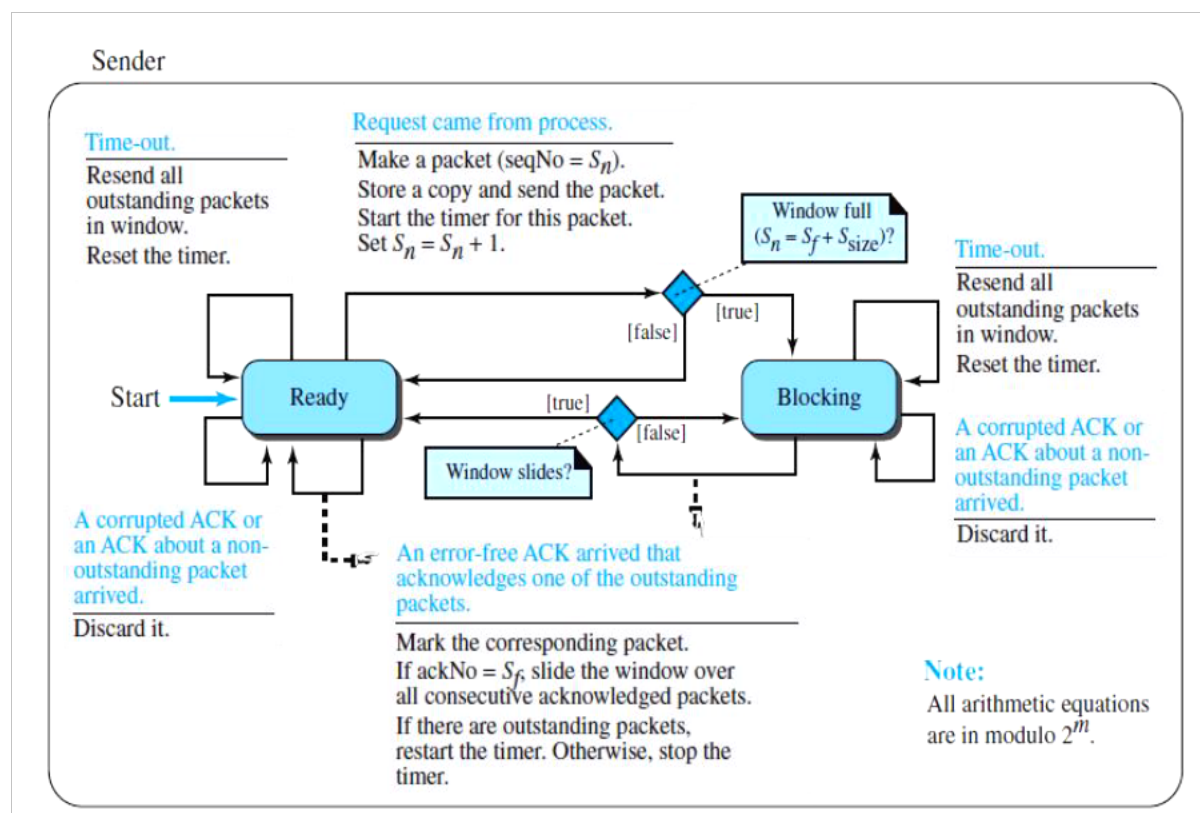 Sender
Time-out.
Resend all
outstanding packets
in window.
Reset the timer.
Request came from process.
Make a packet (seqNo = Sn).
Store a copy and send the packet.
Start the timer for this packet.
Set Sn = Sn + 1.
Window full
(Sn = Sf + Ssize)?
Time-out.
Resend all
outstanding packets
in window.
Reset the timer.
[true]
[false]
Start
Ready
Blocking
[true]
[false]
Window slides?
A corrupted ACK or
an ACK about a non-
outstanding packet
arrived.
Discard it.
A corrupted ACK or
an ACK about a non-
outstanding packet
arrived.
Discard it.
An error-free ACK arrived that
acknowledges one of the outstanding
packets.
Mark the corresponding packet.
If ackNo = Sf, slide the window over
all consecutive acknowledged packets.
If there are outstanding packets,
restart the timer. Otherwise, stop the
timer.
Note:
All arithmetic equations
are in modulo 2^m.